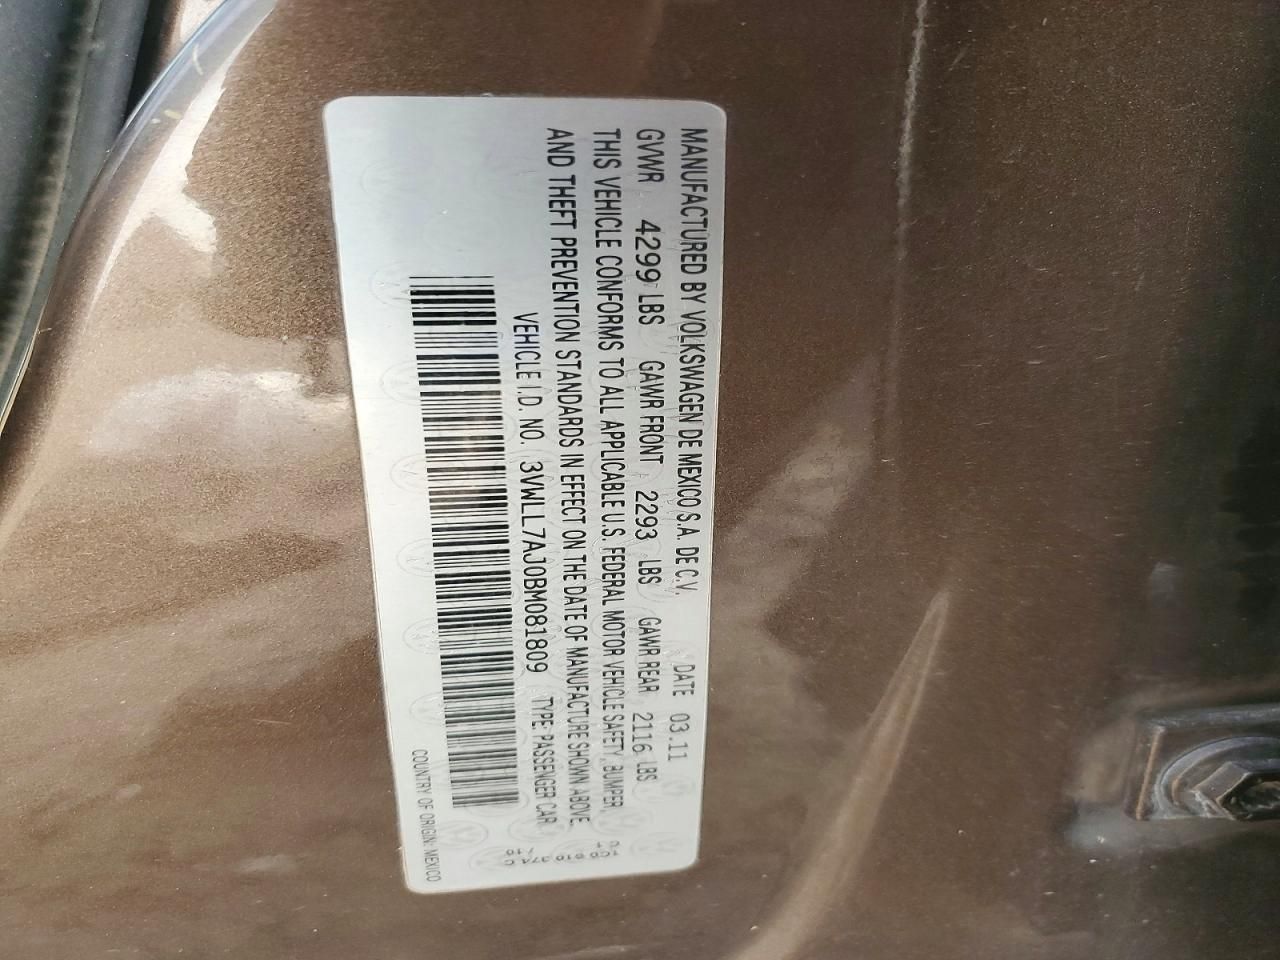 MANUFACTURED BY VOLKSWAGEN DE MEXICO S.A. DE C.V. DATE 03.11
GVWR 4299 LBS GAWR FRONT 2293 LBS GAWR REAR 2116 LBS
THIS VEHICLE CONFORMS TO ALL APPLICABLE U.S. FEDERAL MOTOR VEHICLE SAFETY, BUMPER,
AND THEFT PREVENTION STANDARDS IN EFFECT ON THE DATE OF MANUFACTURE SHOWN ABOVE.
VEHICLE I.D. NO. 3VWLL7AJ0BM081809 TYPE: PASSENGER CAR
COUNTRY OF ORIGIN: MEXICO